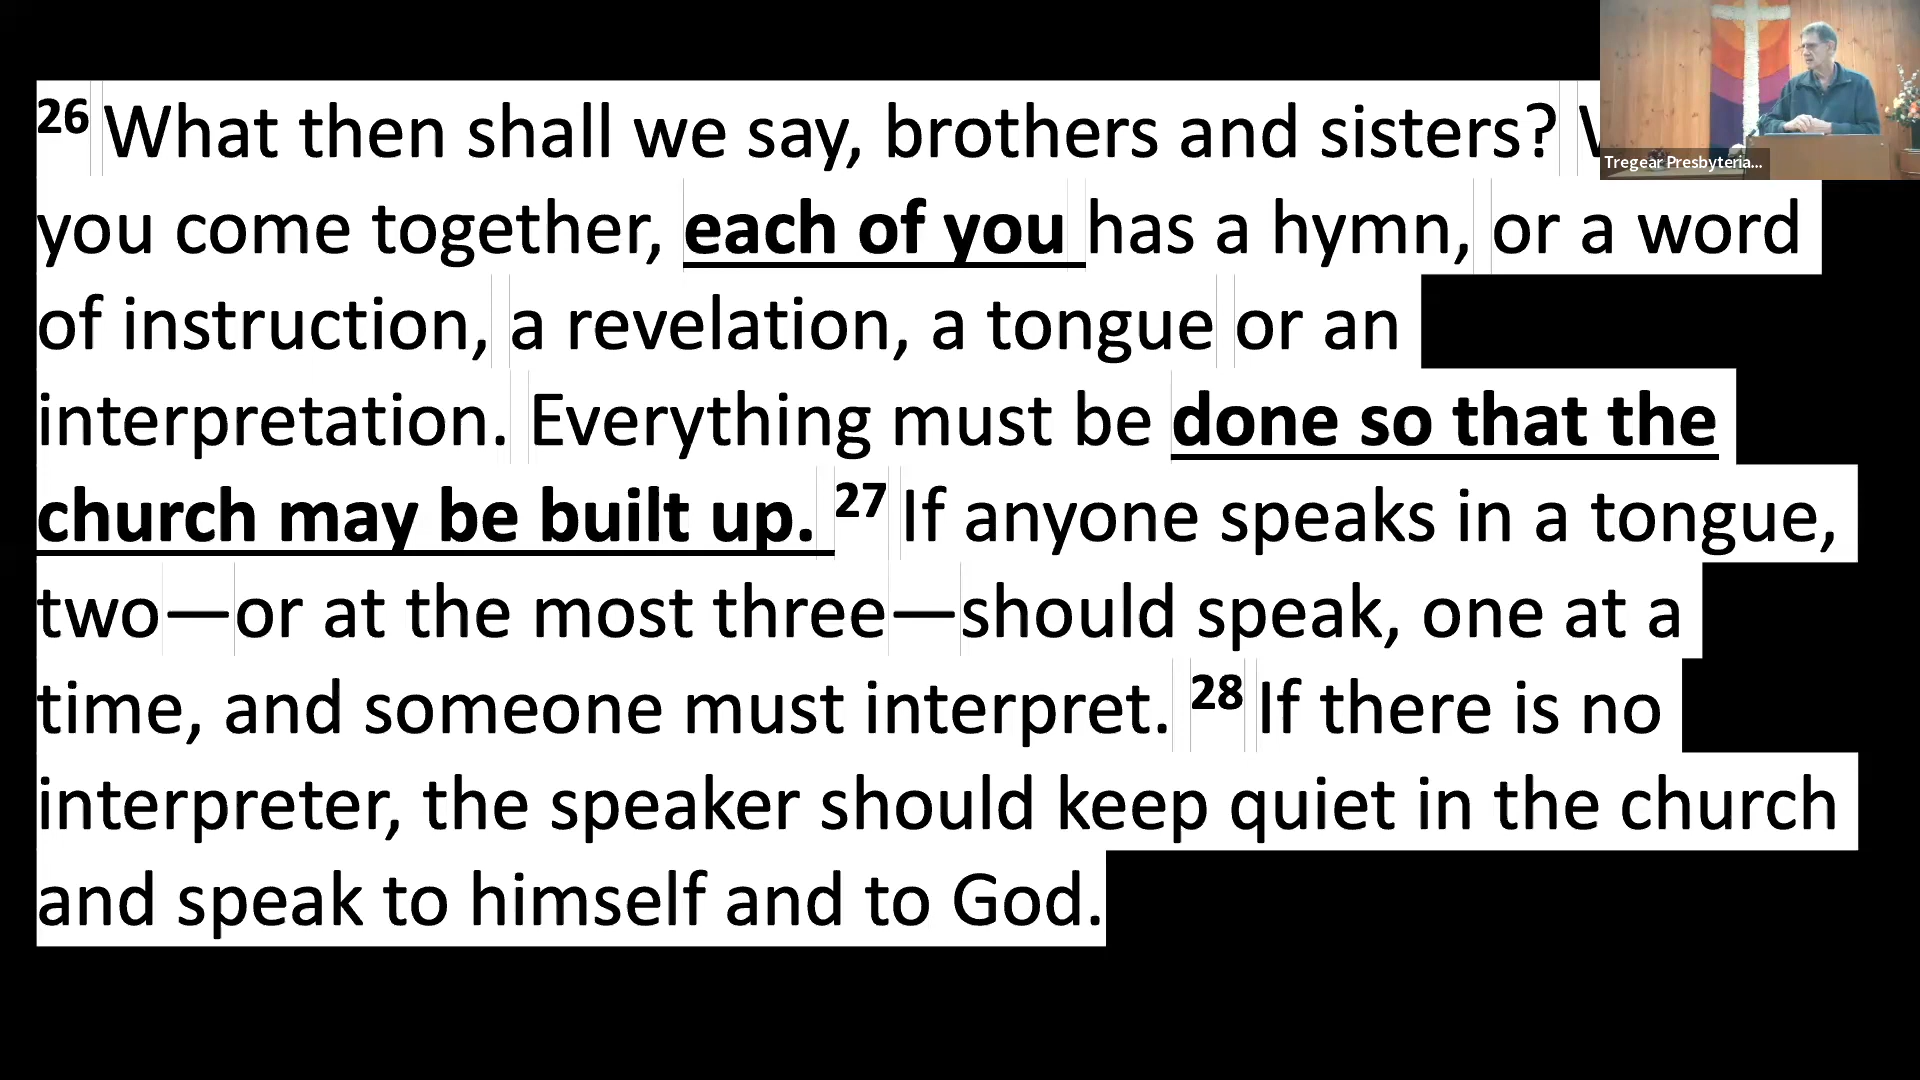 26 What then shall we say, brothers and sisters?
you come together, each of you has a hymn, or a word
of instruction, a revelation, a tongue or an
interpretation. Everything must be done so that the
church may be built up. 27 If anyone speaks in a tongue,
two—or at the most three—should speak, one at a
time, and someone must interpret. 28 If there is no
interpreter, the speaker should keep quiet in the church
and speak to himself and to God.
Tregear Presbyteria...